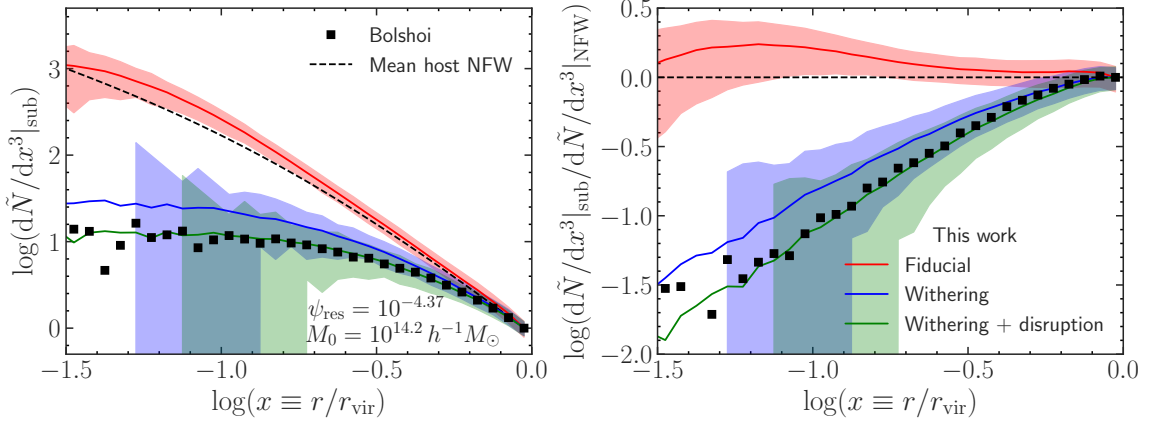 log(dÑ/dx³|sub)
3
2
1
0
Bolshoi
Mean host NFW
ψres = 10^−4.37
M0 = 10^14.2 h^−1 M⊙
−1.5
−1.0
−0.5
0.0
log(x ≡ r/rvir)
log(dÑ/dx³|sub/dÑ/dx³|NFW)
0.5
0.0
−0.5
−1.0
−1.5
−2.0
This work
Fiducial
Withering
Withering + disruption
−1.5
−1.0
−0.5
0.0
log(x ≡ r/rvir)